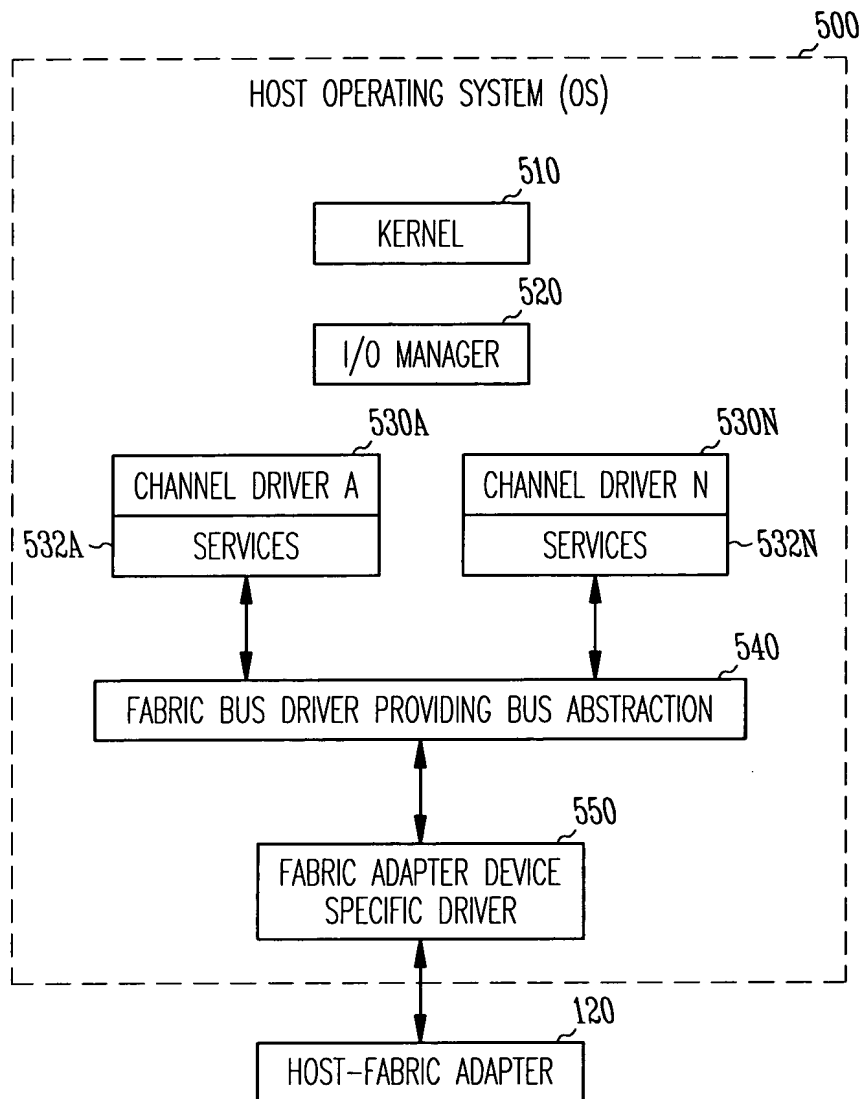 500
HOST OPERATING SYSTEM (OS)
510
KERNEL
520
I/O MANAGER
530A
530N
CHANNEL DRIVER A
CHANNEL DRIVER N
532A
SERVICES
SERVICES
532N
540
FABRIC BUS DRIVER PROVIDING BUS ABSTRACTION
550
FABRIC ADAPTER DEVICE
SPECIFIC DRIVER
120
HOST-FABRIC ADAPTER